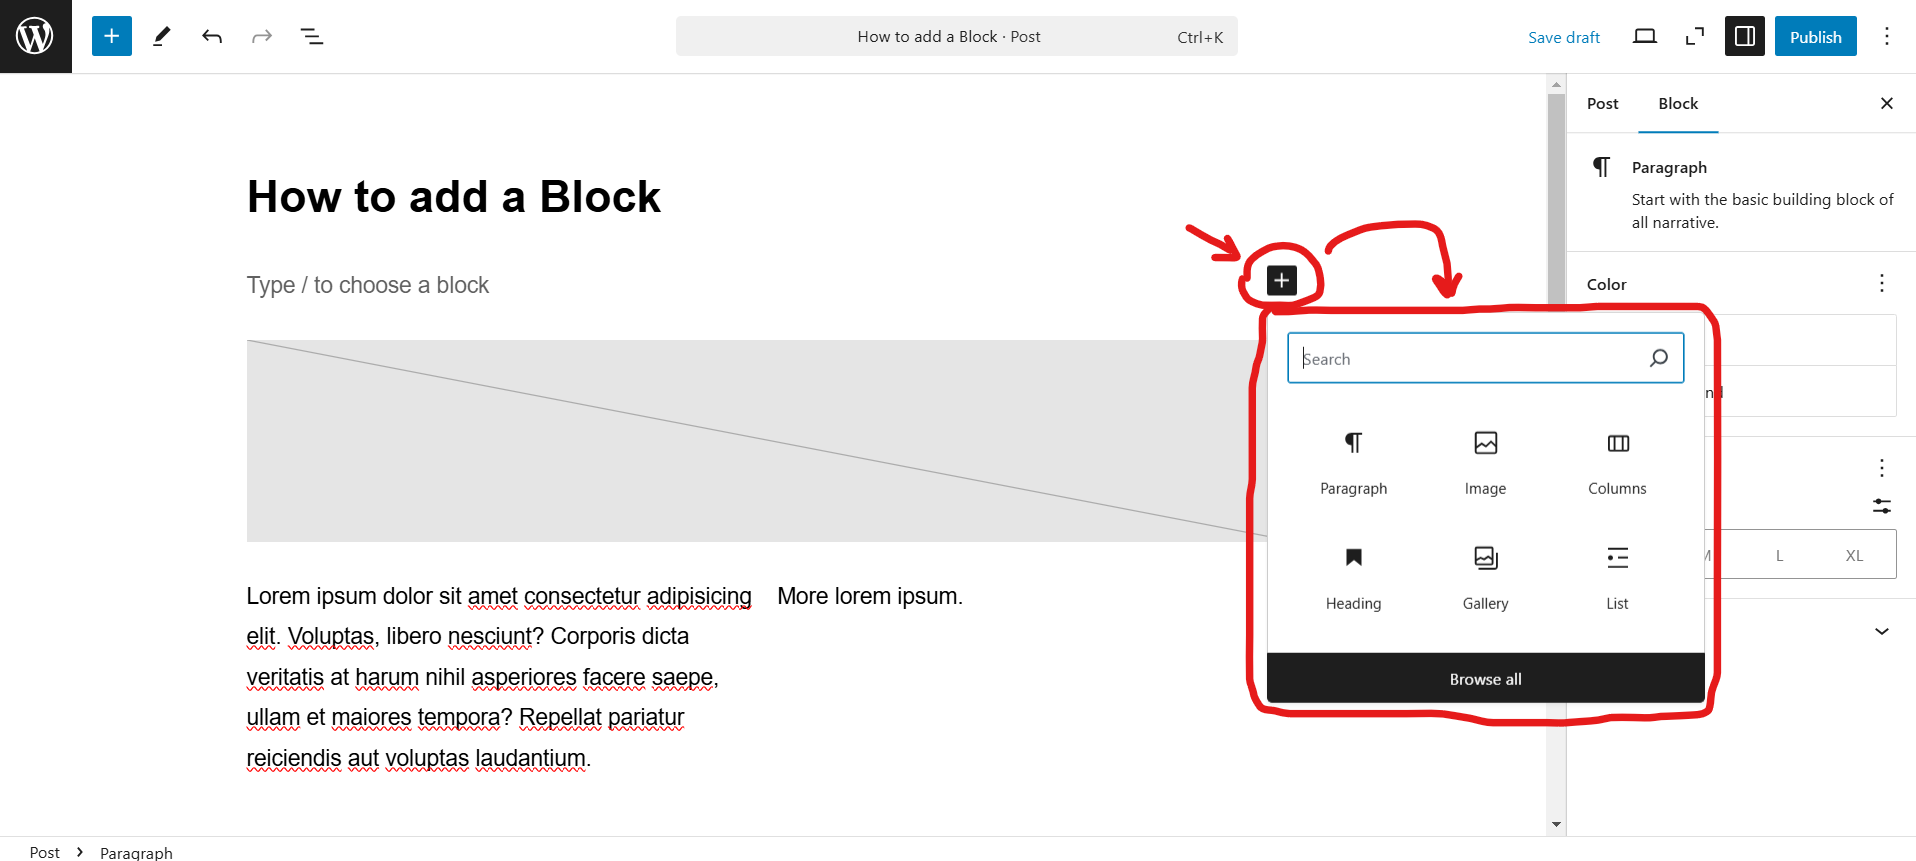 How to add a Block · Post
Ctrl+K
Save draft
Publish
Post
Block
Paragraph
Start with the basic building block of
all narrative.
How to add a Block
Type / to choose a block
Color
Search
nd
Paragraph
Image
Columns
M
L
XL
Heading
Gallery
List
Browse all
Lorem ipsum dolor sit amet consectetur adipisicing
elit. Voluptas, libero nesciunt? Corporis dicta
veritatis at harum nihil asperiores facere saepe,
ullam et maiores tempora? Repellat pariatur
reiciendis aut voluptas laudantium.
More lorem ipsum.
Post
Paragraph